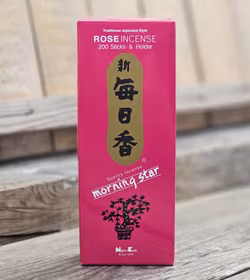 Traditional Japanese Style
ROSE INCENSE
200 Sticks & Holder
新
毎日香
Quality Incense
morning star
®